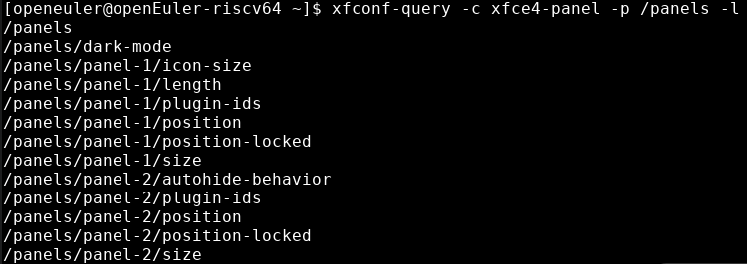 [openeuler@openEuler-riscv64 ~]$ xfconf-query -c xfce4-panel -p /panels -l
/panels
/panels/dark-mode
/panels/panel-1/icon-size
/panels/panel-1/length
/panels/panel-1/plugin-ids
/panels/panel-1/position
/panels/panel-1/position-locked
/panels/panel-1/size
/panels/panel-2/autohide-behavior
/panels/panel-2/plugin-ids
/panels/panel-2/position
/panels/panel-2/position-locked
/panels/panel-2/size